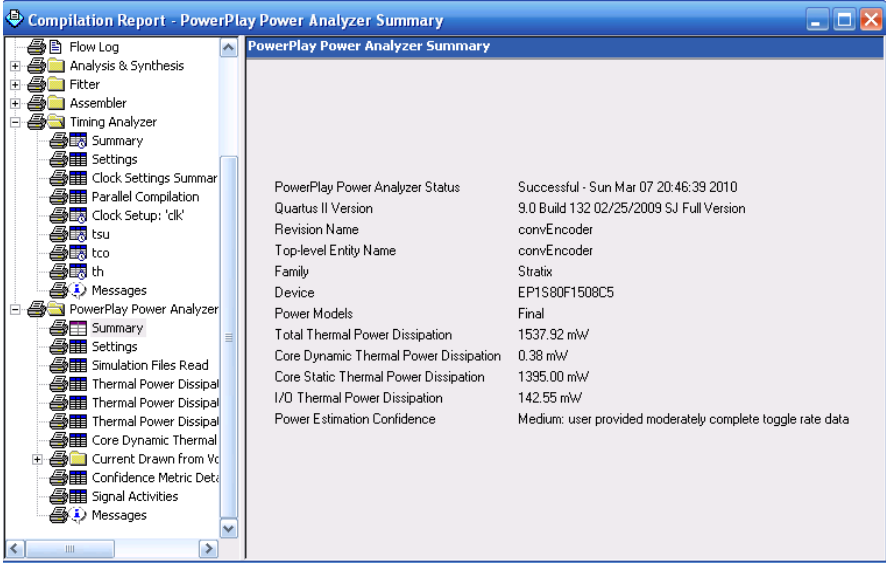 Compilation Report - PowerPlay Power Analyzer Summary
Flow Log
Analysis & Synthesis
Fitter
Assembler
Timing Analyzer
Summary
Settings
Clock Settings Summar
Parallel Compilation
Clock Setup: 'clk'
tsu
tco
th
Messages
PowerPlay Power Analyzer
Summary
Settings
Simulation Files Read
Thermal Power Dissipat
Thermal Power Dissipat
Thermal Power Dissipat
Core Dynamic Thermal
Current Drawn from Vc
Confidence Metric Deta
Signal Activities
Messages
PowerPlay Power Analyzer Summary
PowerPlay Power Analyzer Status Successful - Sun Mar 07 20:46:39 2010
Quartus II Version 9.0 Build 132 02/25/2009 SJ Full Version
Revision Name convEncoder
Top-level Entity Name convEncoder
Family Stratix
Device EP1S80F1508C5
Power Models Final
Total Thermal Power Dissipation 1537.92 mW
Core Dynamic Thermal Power Dissipation 0.38 mW
Core Static Thermal Power Dissipation 1395.00 mW
I/O Thermal Power Dissipation 142.55 mW
Power Estimation Confidence Medium: user provided moderately complete toggle rate data